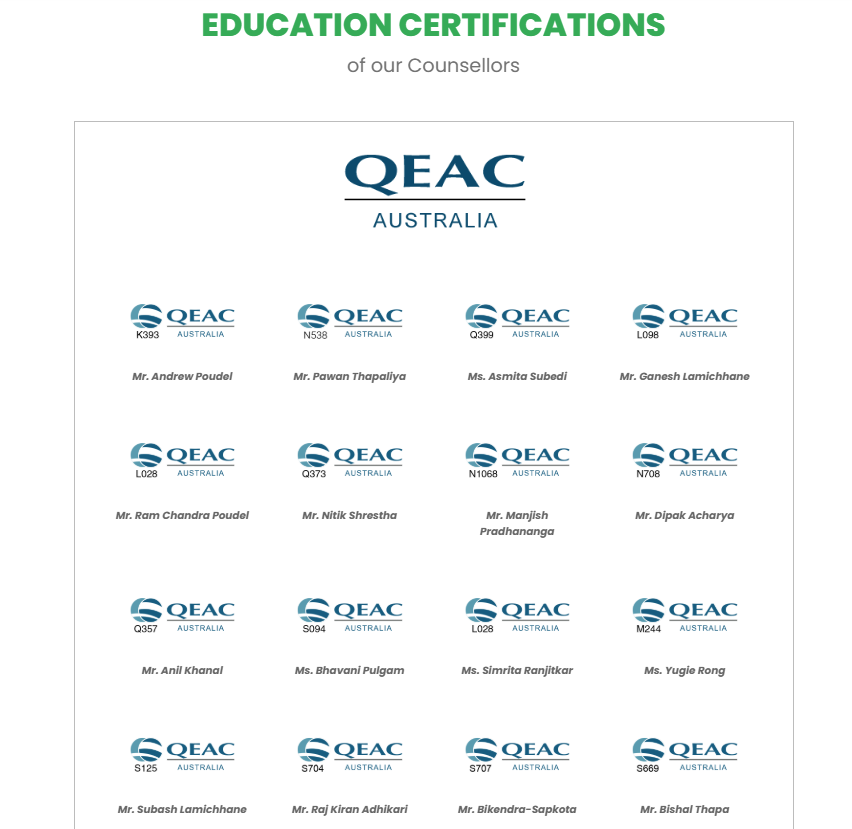 EDUCATION CERTIFICATIONS
of our Counsellors
QEAC
AUSTRALIA
QEAC QEAC QEAC QEAC
K393 AUSTRALIA N538 AUSTRALIA Q399 AUSTRALIA L098 AUSTRALIA
Mr. Andrew Poudel Mr. Pawan Thapaliya Ms. Asmita Subedi Mr. Ganesh Lamichhane
QEAC QEAC QEAC QEAC
L028 AUSTRALIA Q373 AUSTRALIA N1068 AUSTRALIA N708 AUSTRALIA
Mr. Ram Chandra Poudel Mr. Nitik Shrestha Mr. Manjish Mr. Dipak Acharya
Pradhananga
QEAC QEAC QEAC QEAC
Q357 AUSTRALIA S094 AUSTRALIA L028 AUSTRALIA M244 AUSTRALIA
Mr. Anil Khanal Ms. Bhavani Pulgam Ms. Simrita Ranjitkar Ms. Yugie Rong
QEAC QEAC QEAC QEAC
S125 AUSTRALIA S704 AUSTRALIA S707 AUSTRALIA S669 AUSTRALIA
Mr. Subash Lamichhane Mr. Raj Kiran Adhikari Mr. Bikendra-Sapkota Mr. Bishal Thapa